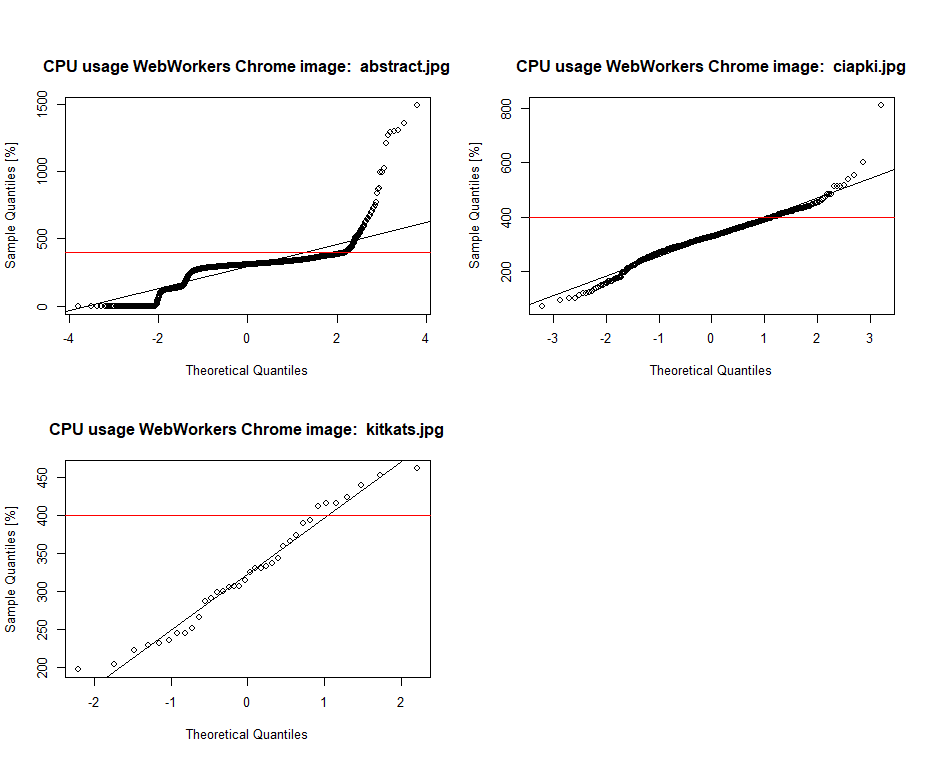 CPU usage WebWorkers Chrome image:  abstract.jpg
Sample Quantiles [%]
1500
1000
500
0
-4 -2 0 2 4
Theoretical Quantiles
CPU usage WebWorkers Chrome image:  ciapki.jpg
Sample Quantiles [%]
800
600
400
200
-3 -2 -1 0 1 2 3
Theoretical Quantiles
CPU usage WebWorkers Chrome image:  kitkats.jpg
Sample Quantiles [%]
450
400
350
300
250
200
-2 -1 0 1 2
Theoretical Quantiles